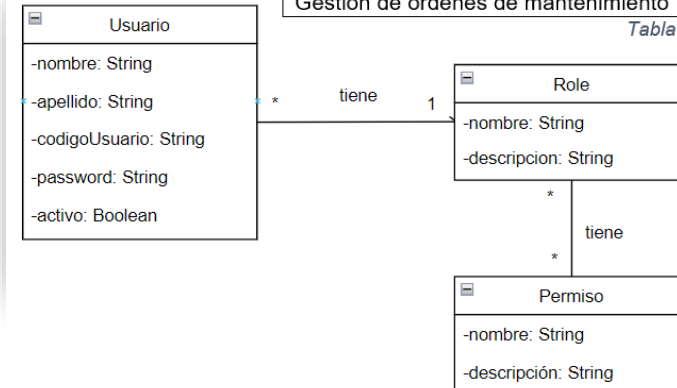 Gestión de órdenes de mantenimiento
Tabla
Usuario
-nombre: String
-apellido: String
-codigoUsuario: String
-password: String
-activo: Boolean
* tiene 1
Role
-nombre: String
-descripcion: String
*
tiene
*
Permiso
-nombre: String
-descripción: String